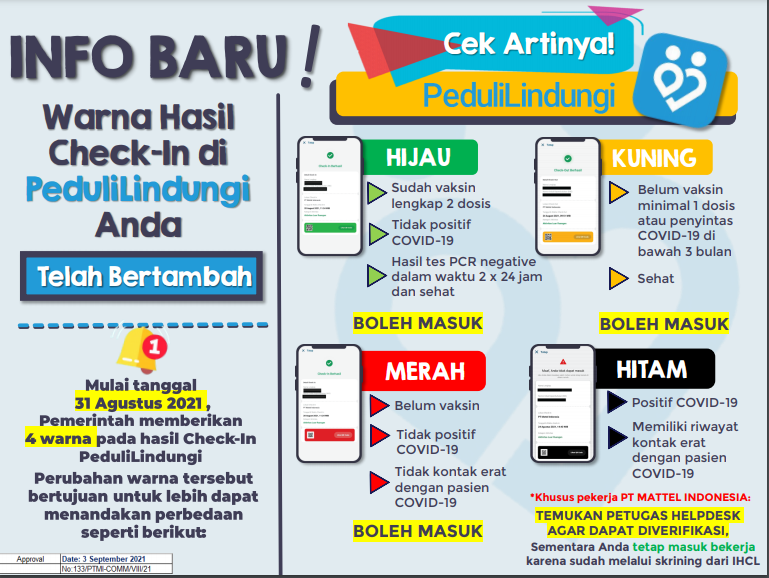 INFO BARU!
Cek Artinya!
PeduliLindungi
Warna Hasil
Check-In di
PeduliLindungi
Anda
Telah Bertambah
1
Mulai tanggal
31 Agustus 2021 ,
Pemerintah memberikan
4 warna pada hasil Check-In
PeduliLindungi
Perubahan warna tersebut
bertujuan untuk lebih dapat
menandakan perbedaan
seperti berikut:
Approval
Date: 3 September 2021
No.133/PTMI-COMM/VIII/21
HIJAU
Sudah vaksin
lengkap 2 dosis
Tidak positif
COVID-19
Hasil tes PCR negative
dalam waktu 2 x 24 jam
dan sehat
BOLEH MASUK
KUNING
Belum vaksin
minimal 1 dosis
atau penyintas
COVID-19 di
bawah 3 bulan
Sehat
BOLEH MASUK
MERAH
Belum vaksin
Tidak positif
COVID-19
Tidak kontak erat
dengan pasien
COVID-19
BOLEH MASUK
HITAM
Positif COVID-19
Memiliki riwayat
kontak erat
dengan pasien
COVID-19
*Khusus pekerja PT MATTEL INDONESIA:
TEMUKAN PETUGAS HELPDESK
AGAR DAPAT DIVERIFIKASI,
Sementara Anda tetap masuk bekerja
karena sudah melalui skrining dari IHCL